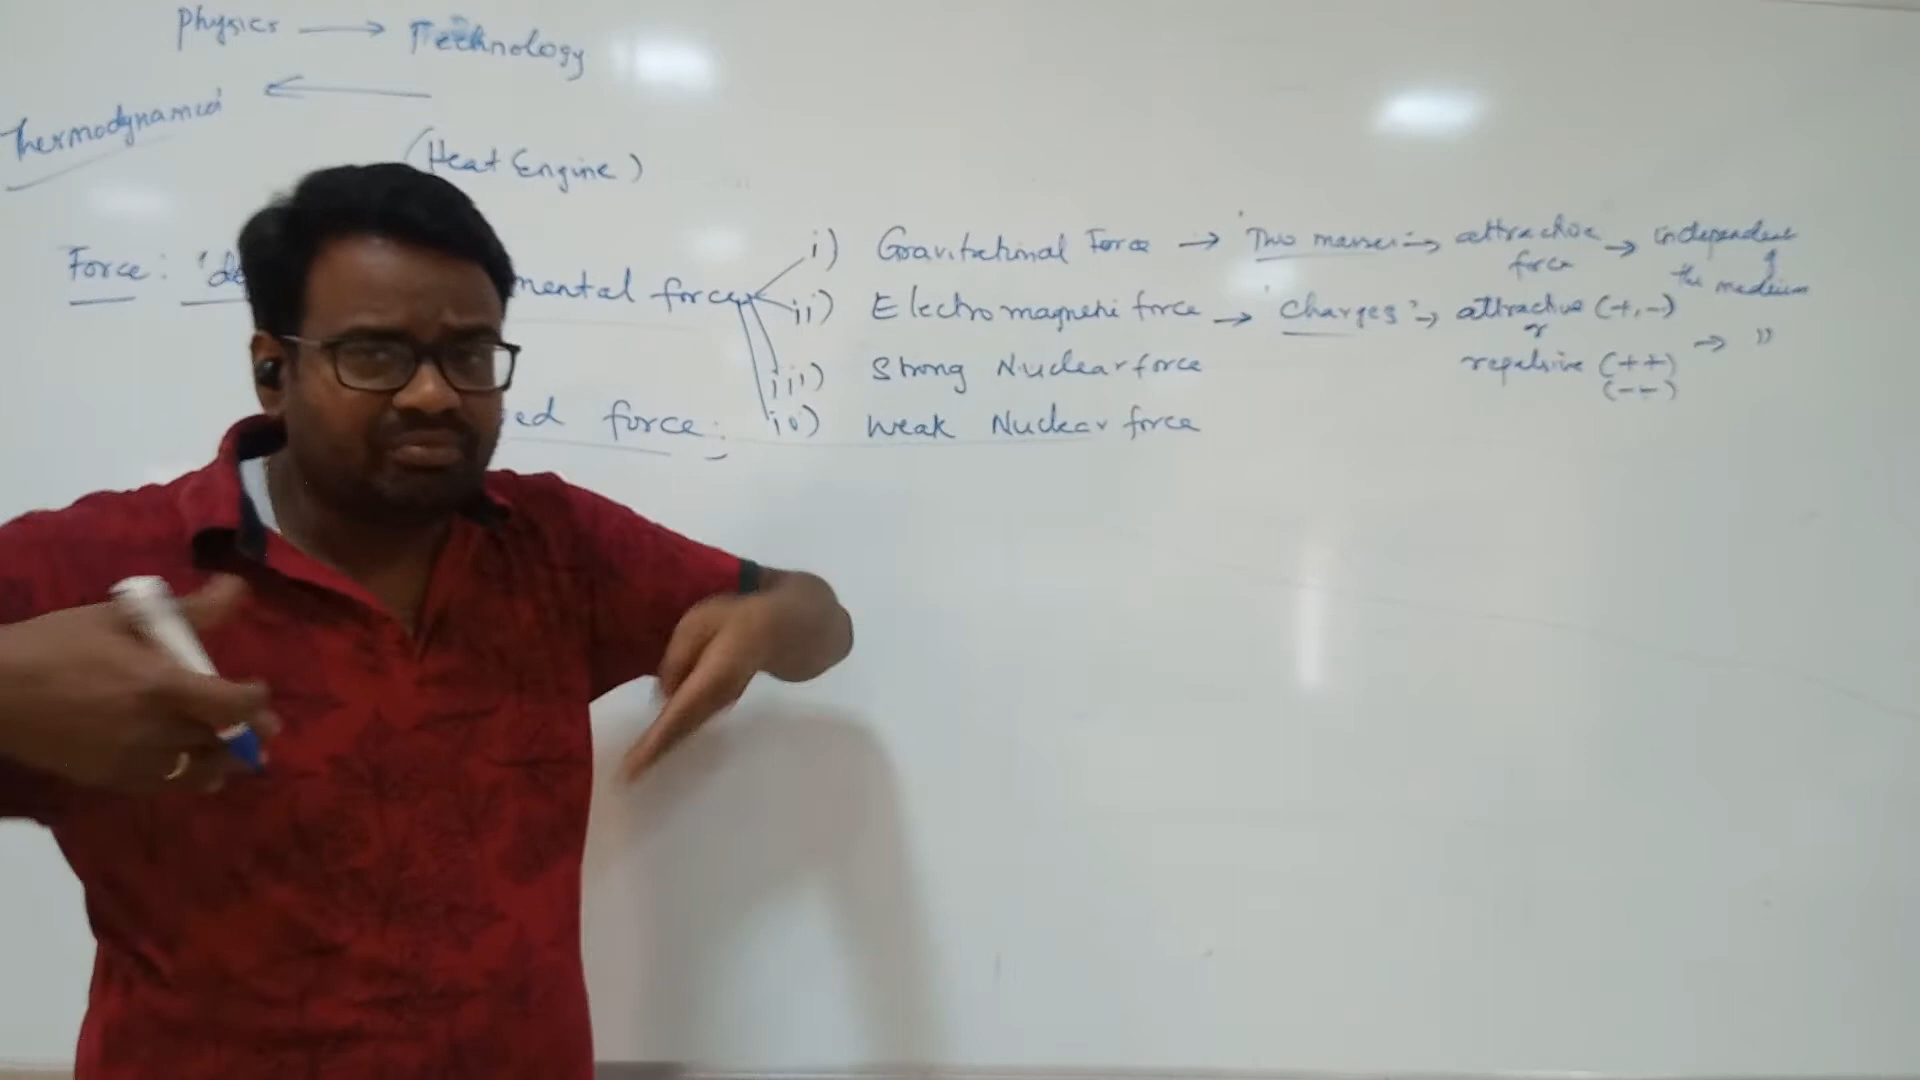 Physics → Technology
Thermodynamics ←
(Heat Engine)
Force: mental force i) Gravitational Force → Two masses → attractive force → independent of the medium
ii) Electromagnetic force → 'Charges' → attractive (+,-)
or
repulsive (++) → "
(--)
iii) Strong Nuclear force
ed force: iv) Weak Nuclear force